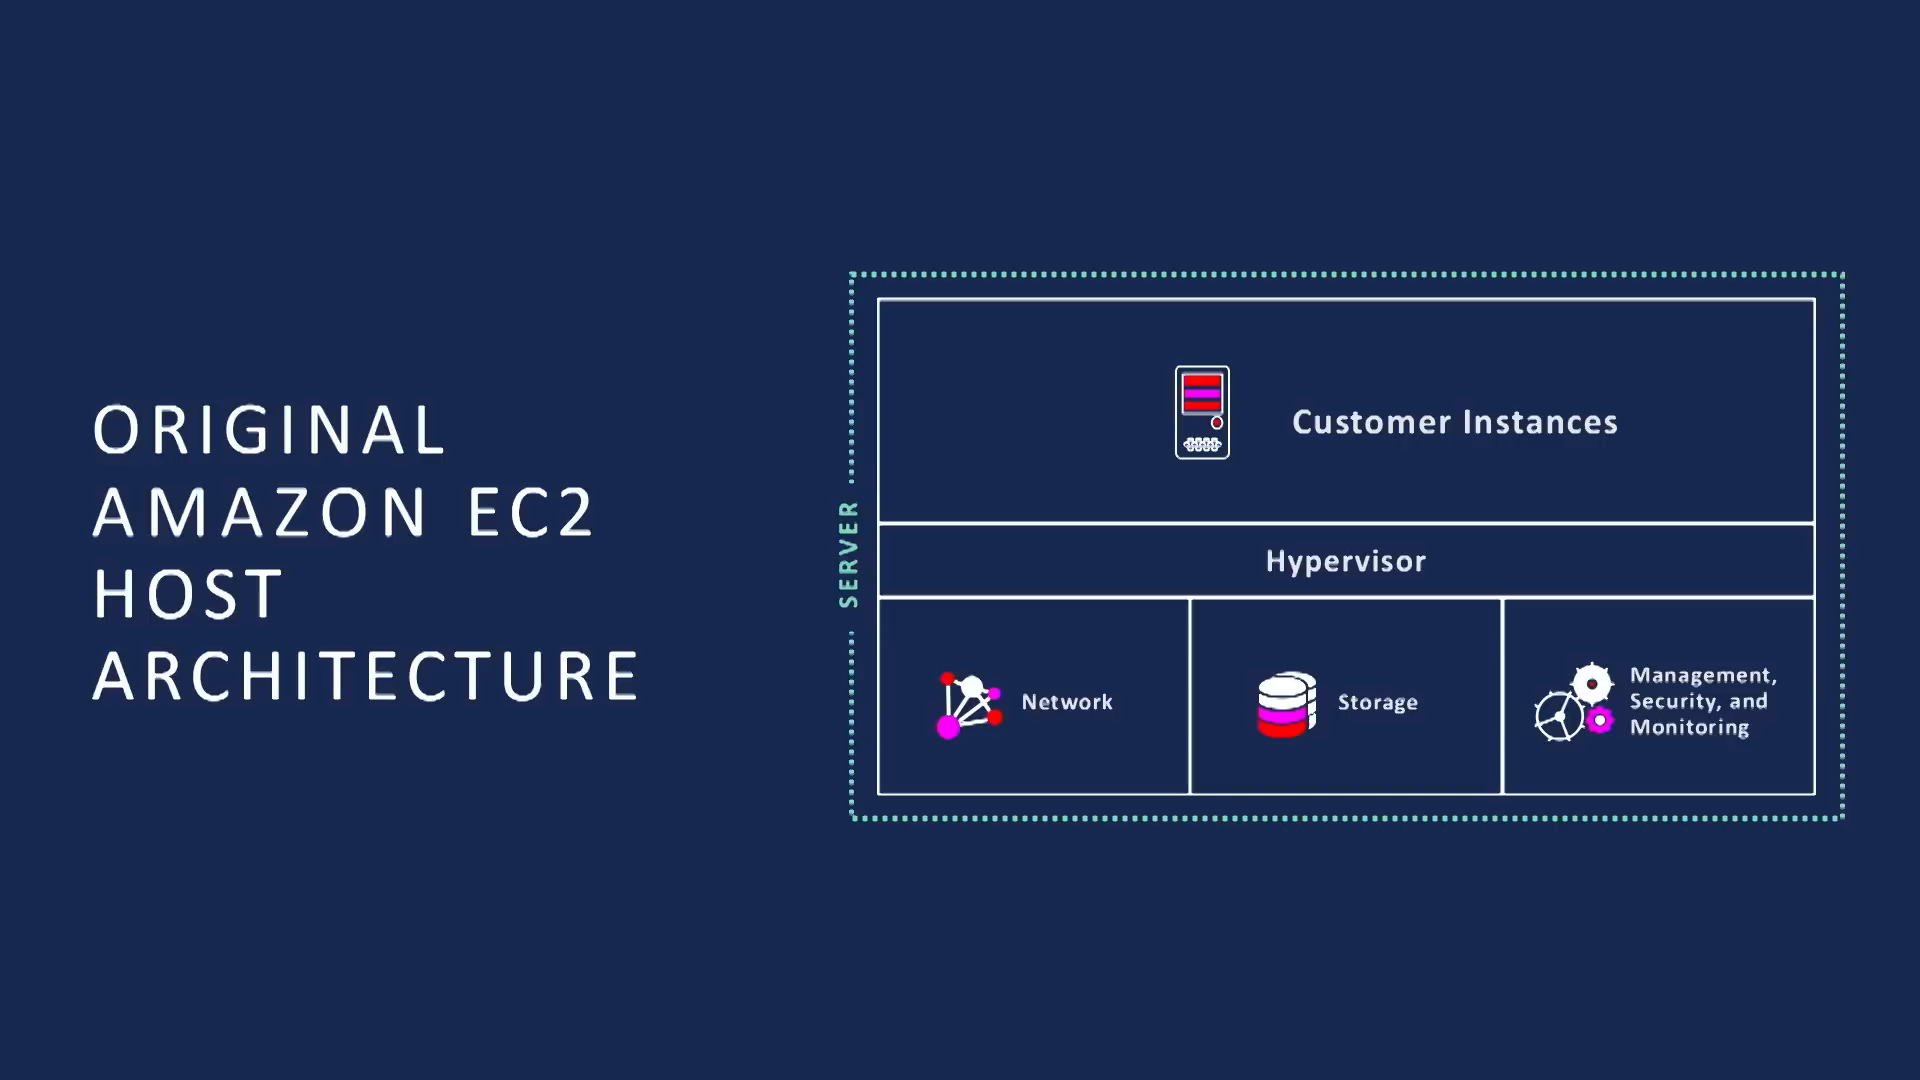 ORIGINAL
AMAZON EC2
HOST
ARCHITECTURE
SERVER
Customer Instances
Hypervisor
Network
Storage
Management,
Security, and
Monitoring